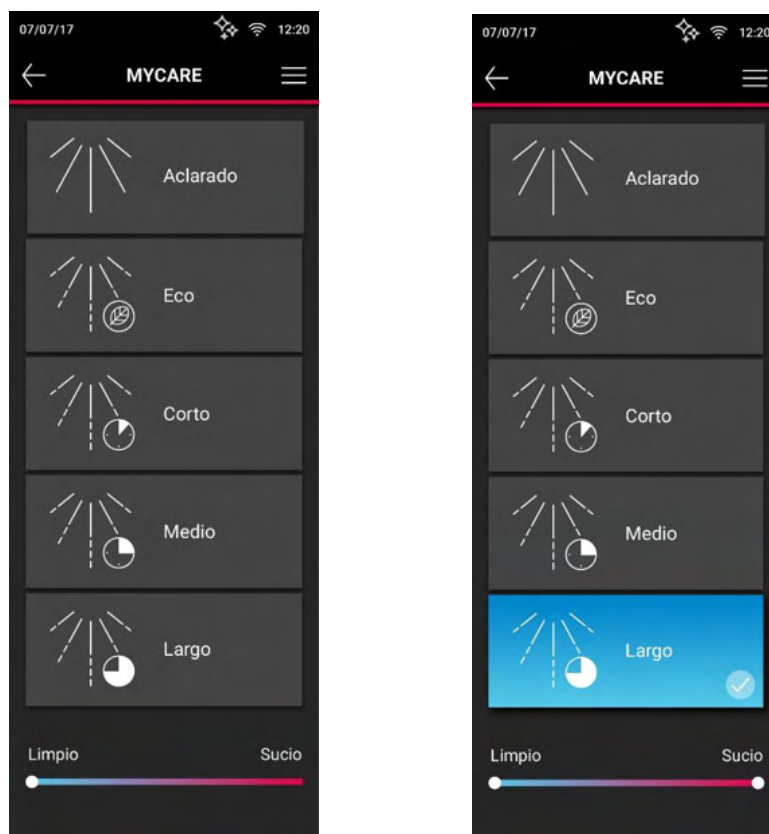 07/07/17 12:20
MYCARE
Aclarado
Eco
Corto
Medio
Largo
Limpio Sucio
07/07/17 12:20
MYCARE
Aclarado
Eco
Corto
Medio
Largo
Limpio Sucio